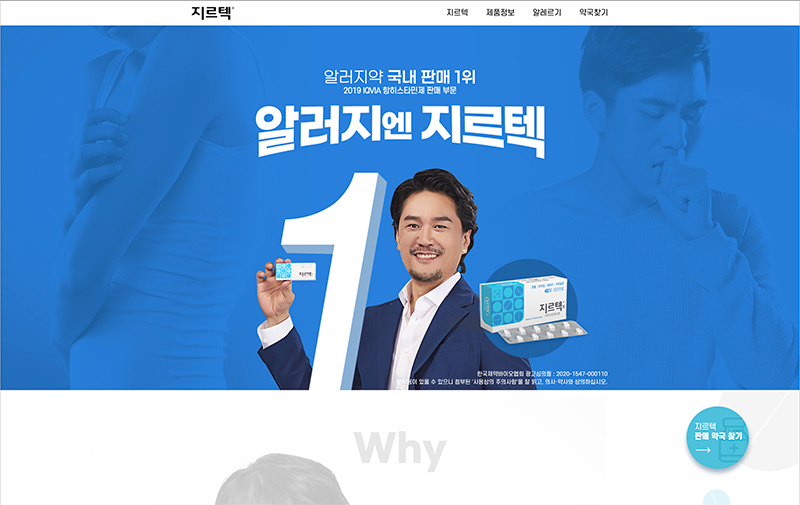 지르텍®
지르텍 제품정보 알레르기 약국찾기
알러지약 국내 판매 1위
2019 IQVIA 항히스타민제 판매 부문
알러지엔 지르텍
1
지르텍
지르텍
한국제약바이오협회 광고심의필 : 2020-1547-000110
있을 수 있으니 첨부된 '사용상의 주의사항'을 잘 읽고, 의사·약사와 상의하십시오.
Why
지르텍
판매 약국 찾기